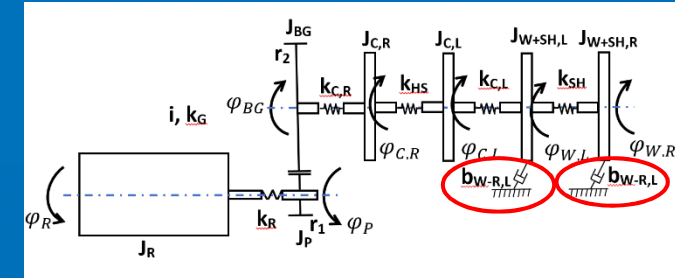 J_BG
r_2
J_C,R
J_C,L
J_W+SH,L
J_W+SH,R
k_C,R
k_HS
k_C,L
k_SH
φ_BG
i, k_G
φ_C.R
φ_C.L
φ_W.L
φ_W.R
b_W-R,L
b_W-R,L
φ_R
k_R
r_1
φ_P
J_P
J_R